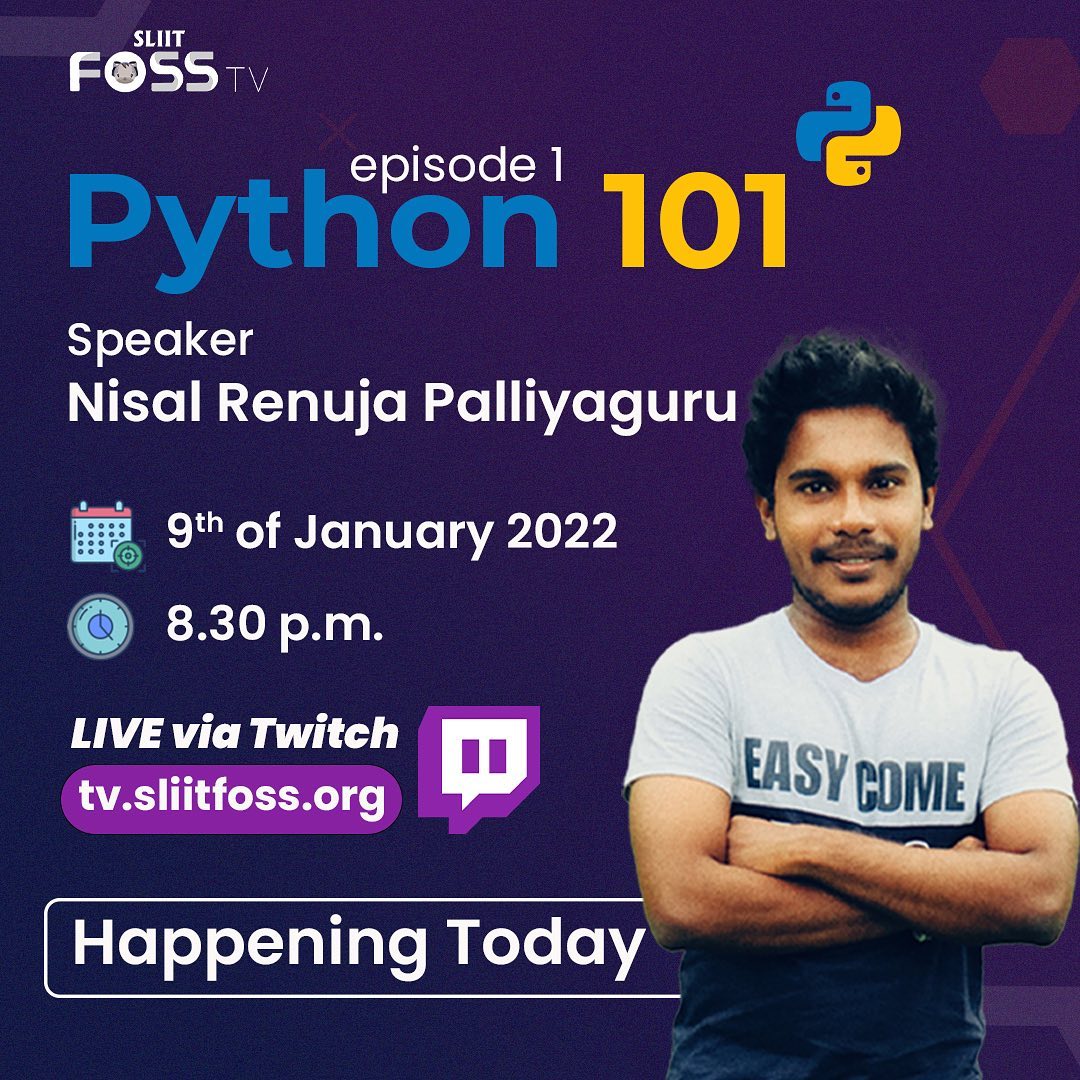 SLIIT
FOSS TV
episode 1
Python 101
Speaker
Nisal Renuja Palliyaguru
9th of January 2022
8.30 p.m.
LIVE via Twitch
tv.sliitfoss.org
EASY COME
Happening Today